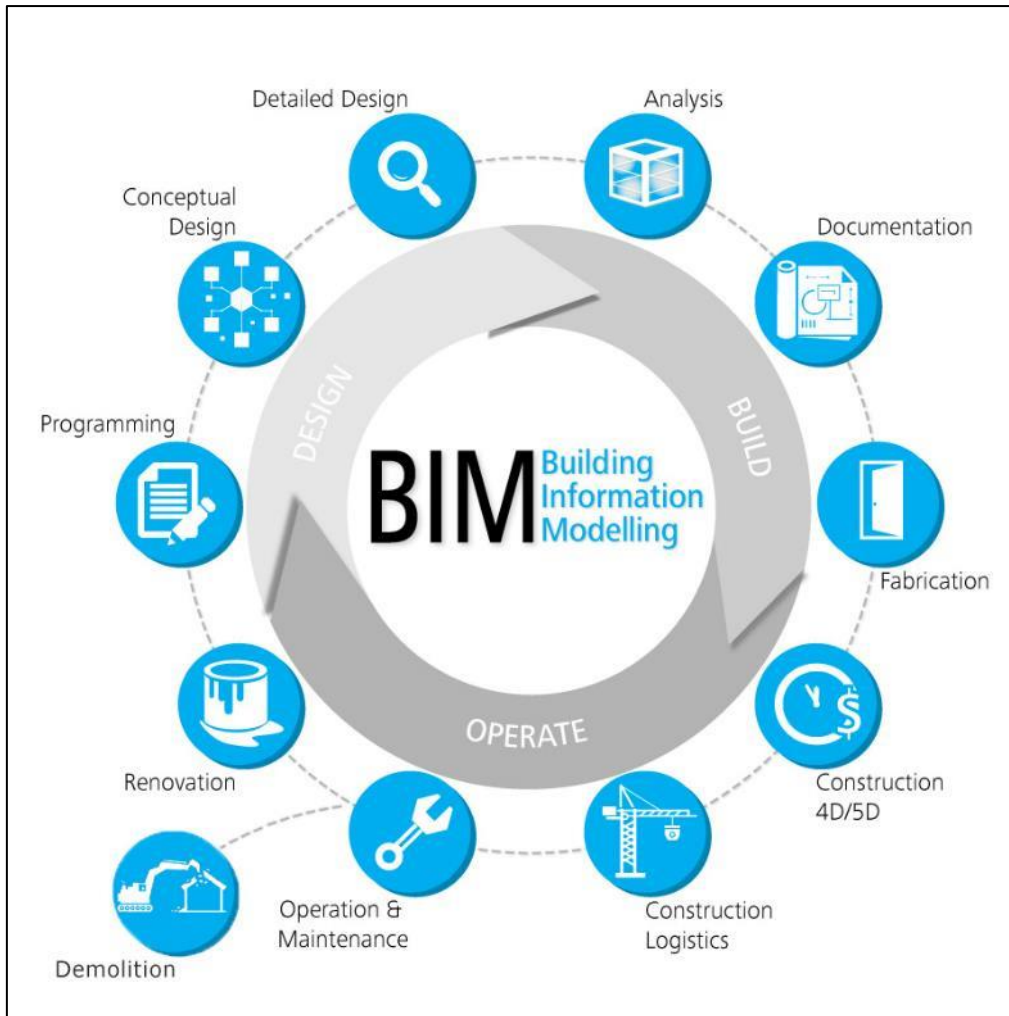 Detailed Design
Analysis
Conceptual
Design
Documentation
Programming
DESIGN
BUILD
BIM
Building
Information
Modelling
Fabrication
OPERATE
Renovation
Construction
4D/5D
$
Operation &
Maintenance
Construction
Logistics
Demolition